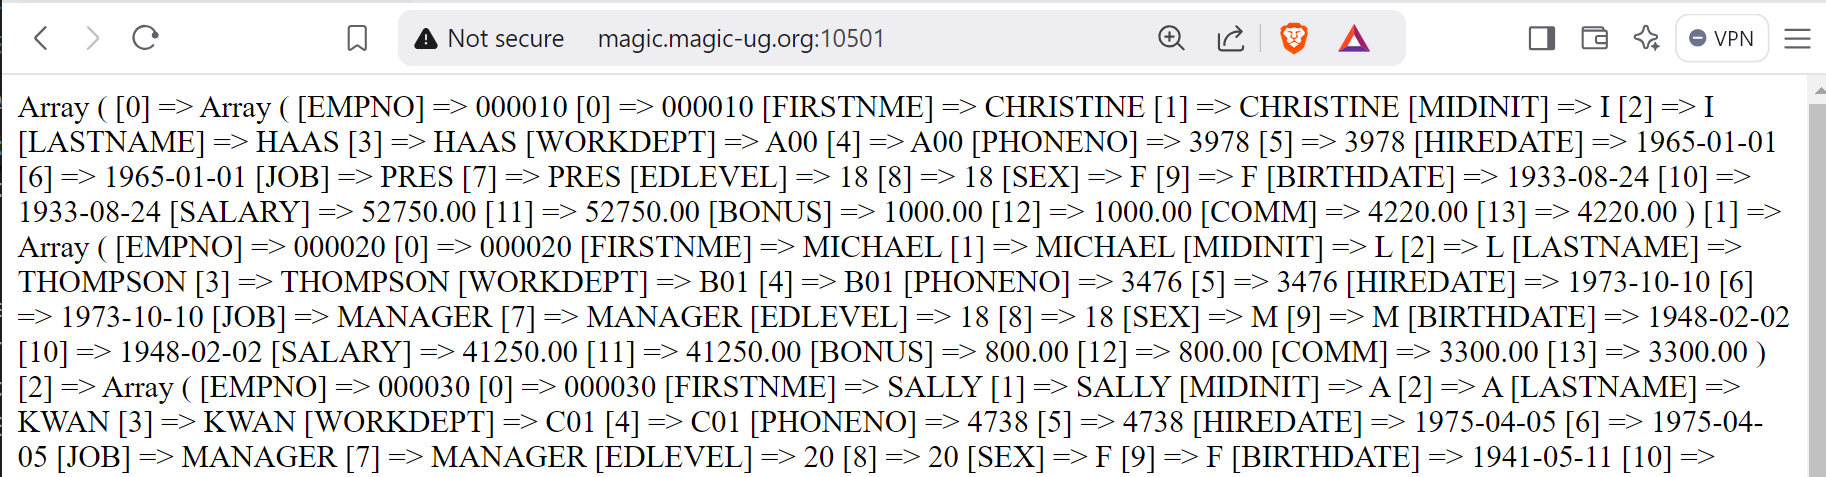 Not secure magic.magic-ug.org:10501 VPN
Array ( [0] => Array ( [EMPNO] => 000010 [0] => 000010 [FIRSTNME] => CHRISTINE [1] => CHRISTINE [MIDINIT] => I [2] => I
[LASTNAME] => HAAS [3] => HAAS [WORKDEPT] => A00 [4] => A00 [PHONENO] => 3978 [5] => 3978 [HIREDATE] => 1965-01-01
[6] => 1965-01-01 [JOB] => PRES [7] => PRES [EDLEVEL] => 18 [8] => 18 [SEX] => F [9] => F [BIRTHDATE] => 1933-08-24 [10] =>
1933-08-24 [SALARY] => 52750.00 [11] => 52750.00 [BONUS] => 1000.00 [12] => 1000.00 [COMM] => 4220.00 [13] => 4220.00 ) [1] =>
Array ( [EMPNO] => 000020 [0] => 000020 [FIRSTNME] => MICHAEL [1] => MICHAEL [MIDINIT] => L [2] => L [LASTNAME] =>
THOMPSON [3] => THOMPSON [WORKDEPT] => B01 [4] => B01 [PHONENO] => 3476 [5] => 3476 [HIREDATE] => 1973-10-10 [6]
=> 1973-10-10 [JOB] => MANAGER [7] => MANAGER [EDLEVEL] => 18 [8] => 18 [SEX] => M [9] => M [BIRTHDATE] => 1948-02-02
[10] => 1948-02-02 [SALARY] => 41250.00 [11] => 41250.00 [BONUS] => 800.00 [12] => 800.00 [COMM] => 3300.00 [13] => 3300.00 )
[2] => Array ( [EMPNO] => 000030 [0] => 000030 [FIRSTNME] => SALLY [1] => SALLY [MIDINIT] => A [2] => A [LASTNAME] =>
KWAN [3] => KWAN [WORKDEPT] => C01 [4] => C01 [PHONENO] => 4738 [5] => 4738 [HIREDATE] => 1975-04-05 [6] => 1975-04-
05 [JOB] => MANAGER [7] => MANAGER [EDLEVEL] => 20 [8] => 20 [SEX] => F [9] => F [BIRTHDATE] => 1941-05-11 [10] =>